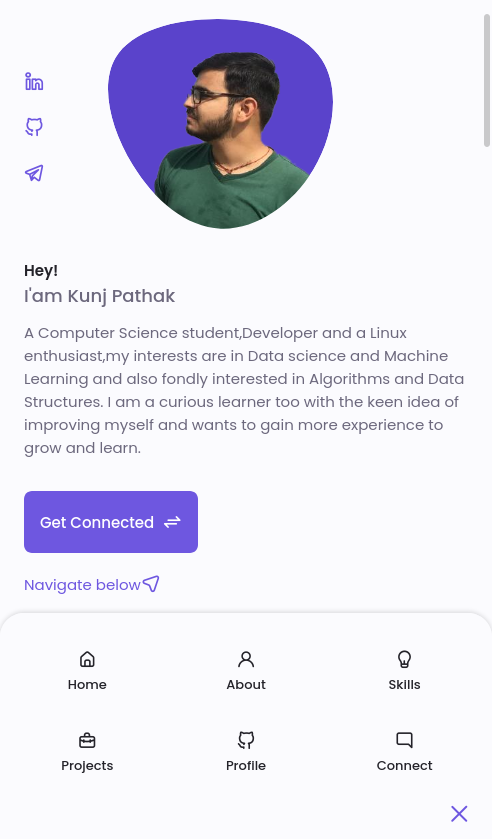 Hey!
I'am Kunj Pathak
A Computer Science student,Developer and a Linux
enthusiast,my interests are in Data science and Machine
Learning and also fondly interested in Algorithms and Data
Structures. I am a curious learner too with the keen idea of
improving myself and wants to gain more experience to
grow and learn.
Get Connected
Navigate below
Home About Skills
Projects Profile Connect